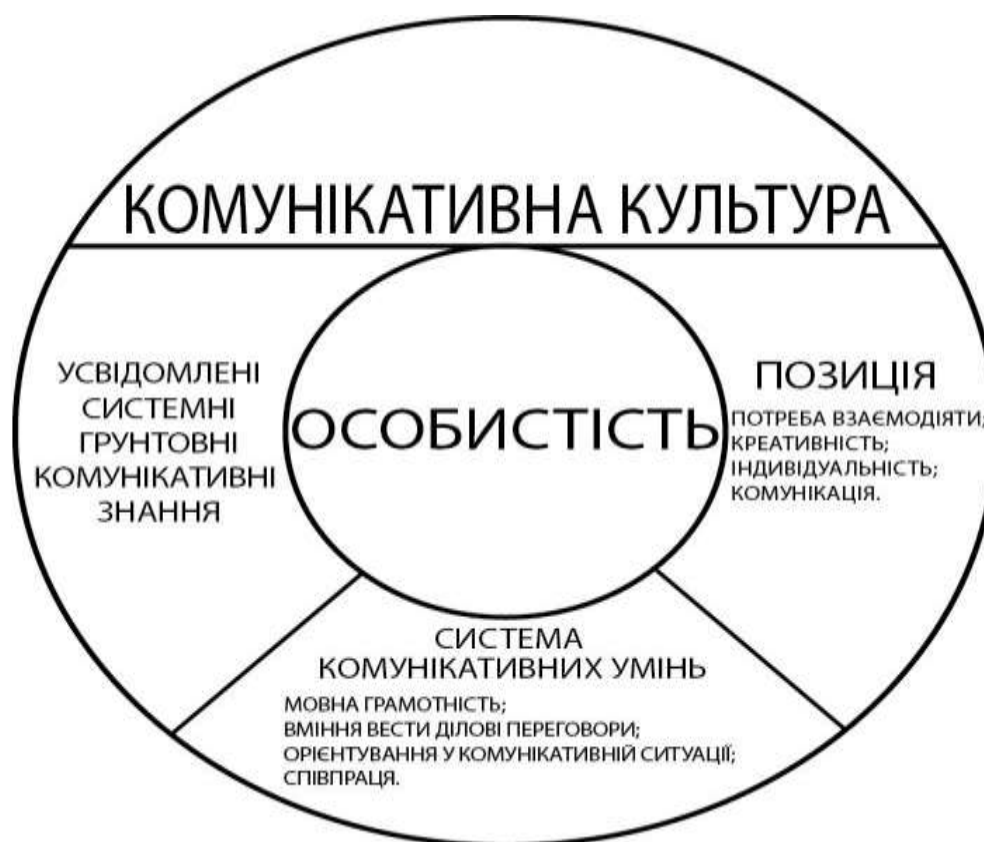 КОМУНІКАТИВНА КУЛЬТУРА
УСВІДОМЛЕНІ
СИСТЕМНІ
ГРУНТОВНІ
КОМУНІКАТИВНІ
ЗНАННЯ
ОСОБИСТІСТЬ
ПОЗИЦІЯ
ПОТРЕБА ВЗАЄМОДІЯТИ;
КРЕАТИВНІСТЬ;
ІНДИВІДУАЛЬНІСТЬ;
КОМУНІКАЦІЯ.
СИСТЕМА
КОМУНІКАТИВНИХ УМІНЬ
МОВНА ГРАМОТНІСТЬ;
ВМІННЯ ВЕСТИ ДІЛОВІ ПЕРЕГОВОРИ;
ОРІЄНТУВАННЯ У КОМУНІКАТИВНІЙ СИТУАЦІЇ;
СПІВПРАЦЯ.